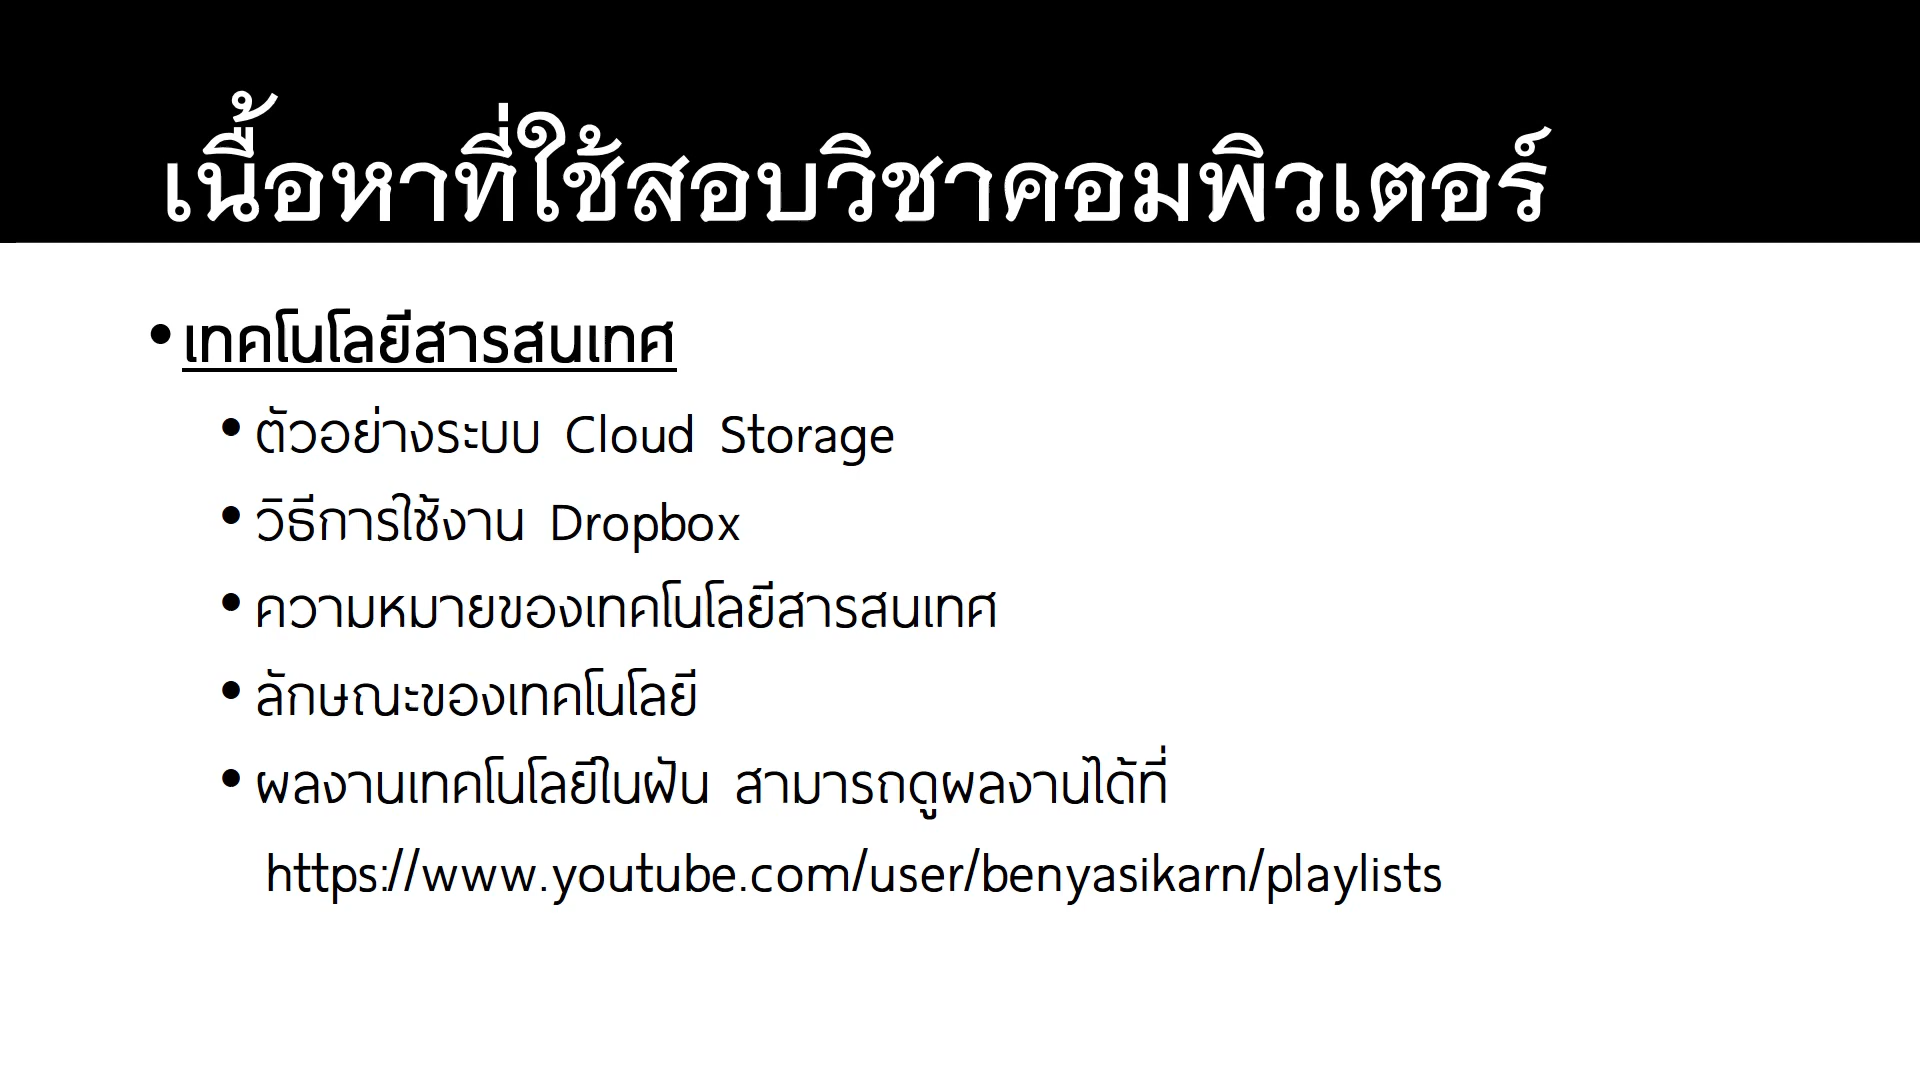 เนื้อหาที่ใช้สอบวิชาคอมพิวเตอร์
•เทคโนโลยีสารสนเทศ
•ตัวอย่างระบบ Cloud Storage
•วิธีการใช้งาน Dropbox
•ความหมายของเทคโนโลยีสารสนเทศ
•ลักษณะของเทคโนโลยี
•ผลงานเทคโนโลยีในฝัน สามารถดูผลงานได้ที่
https://www.youtube.com/user/benyasikarn/playlists